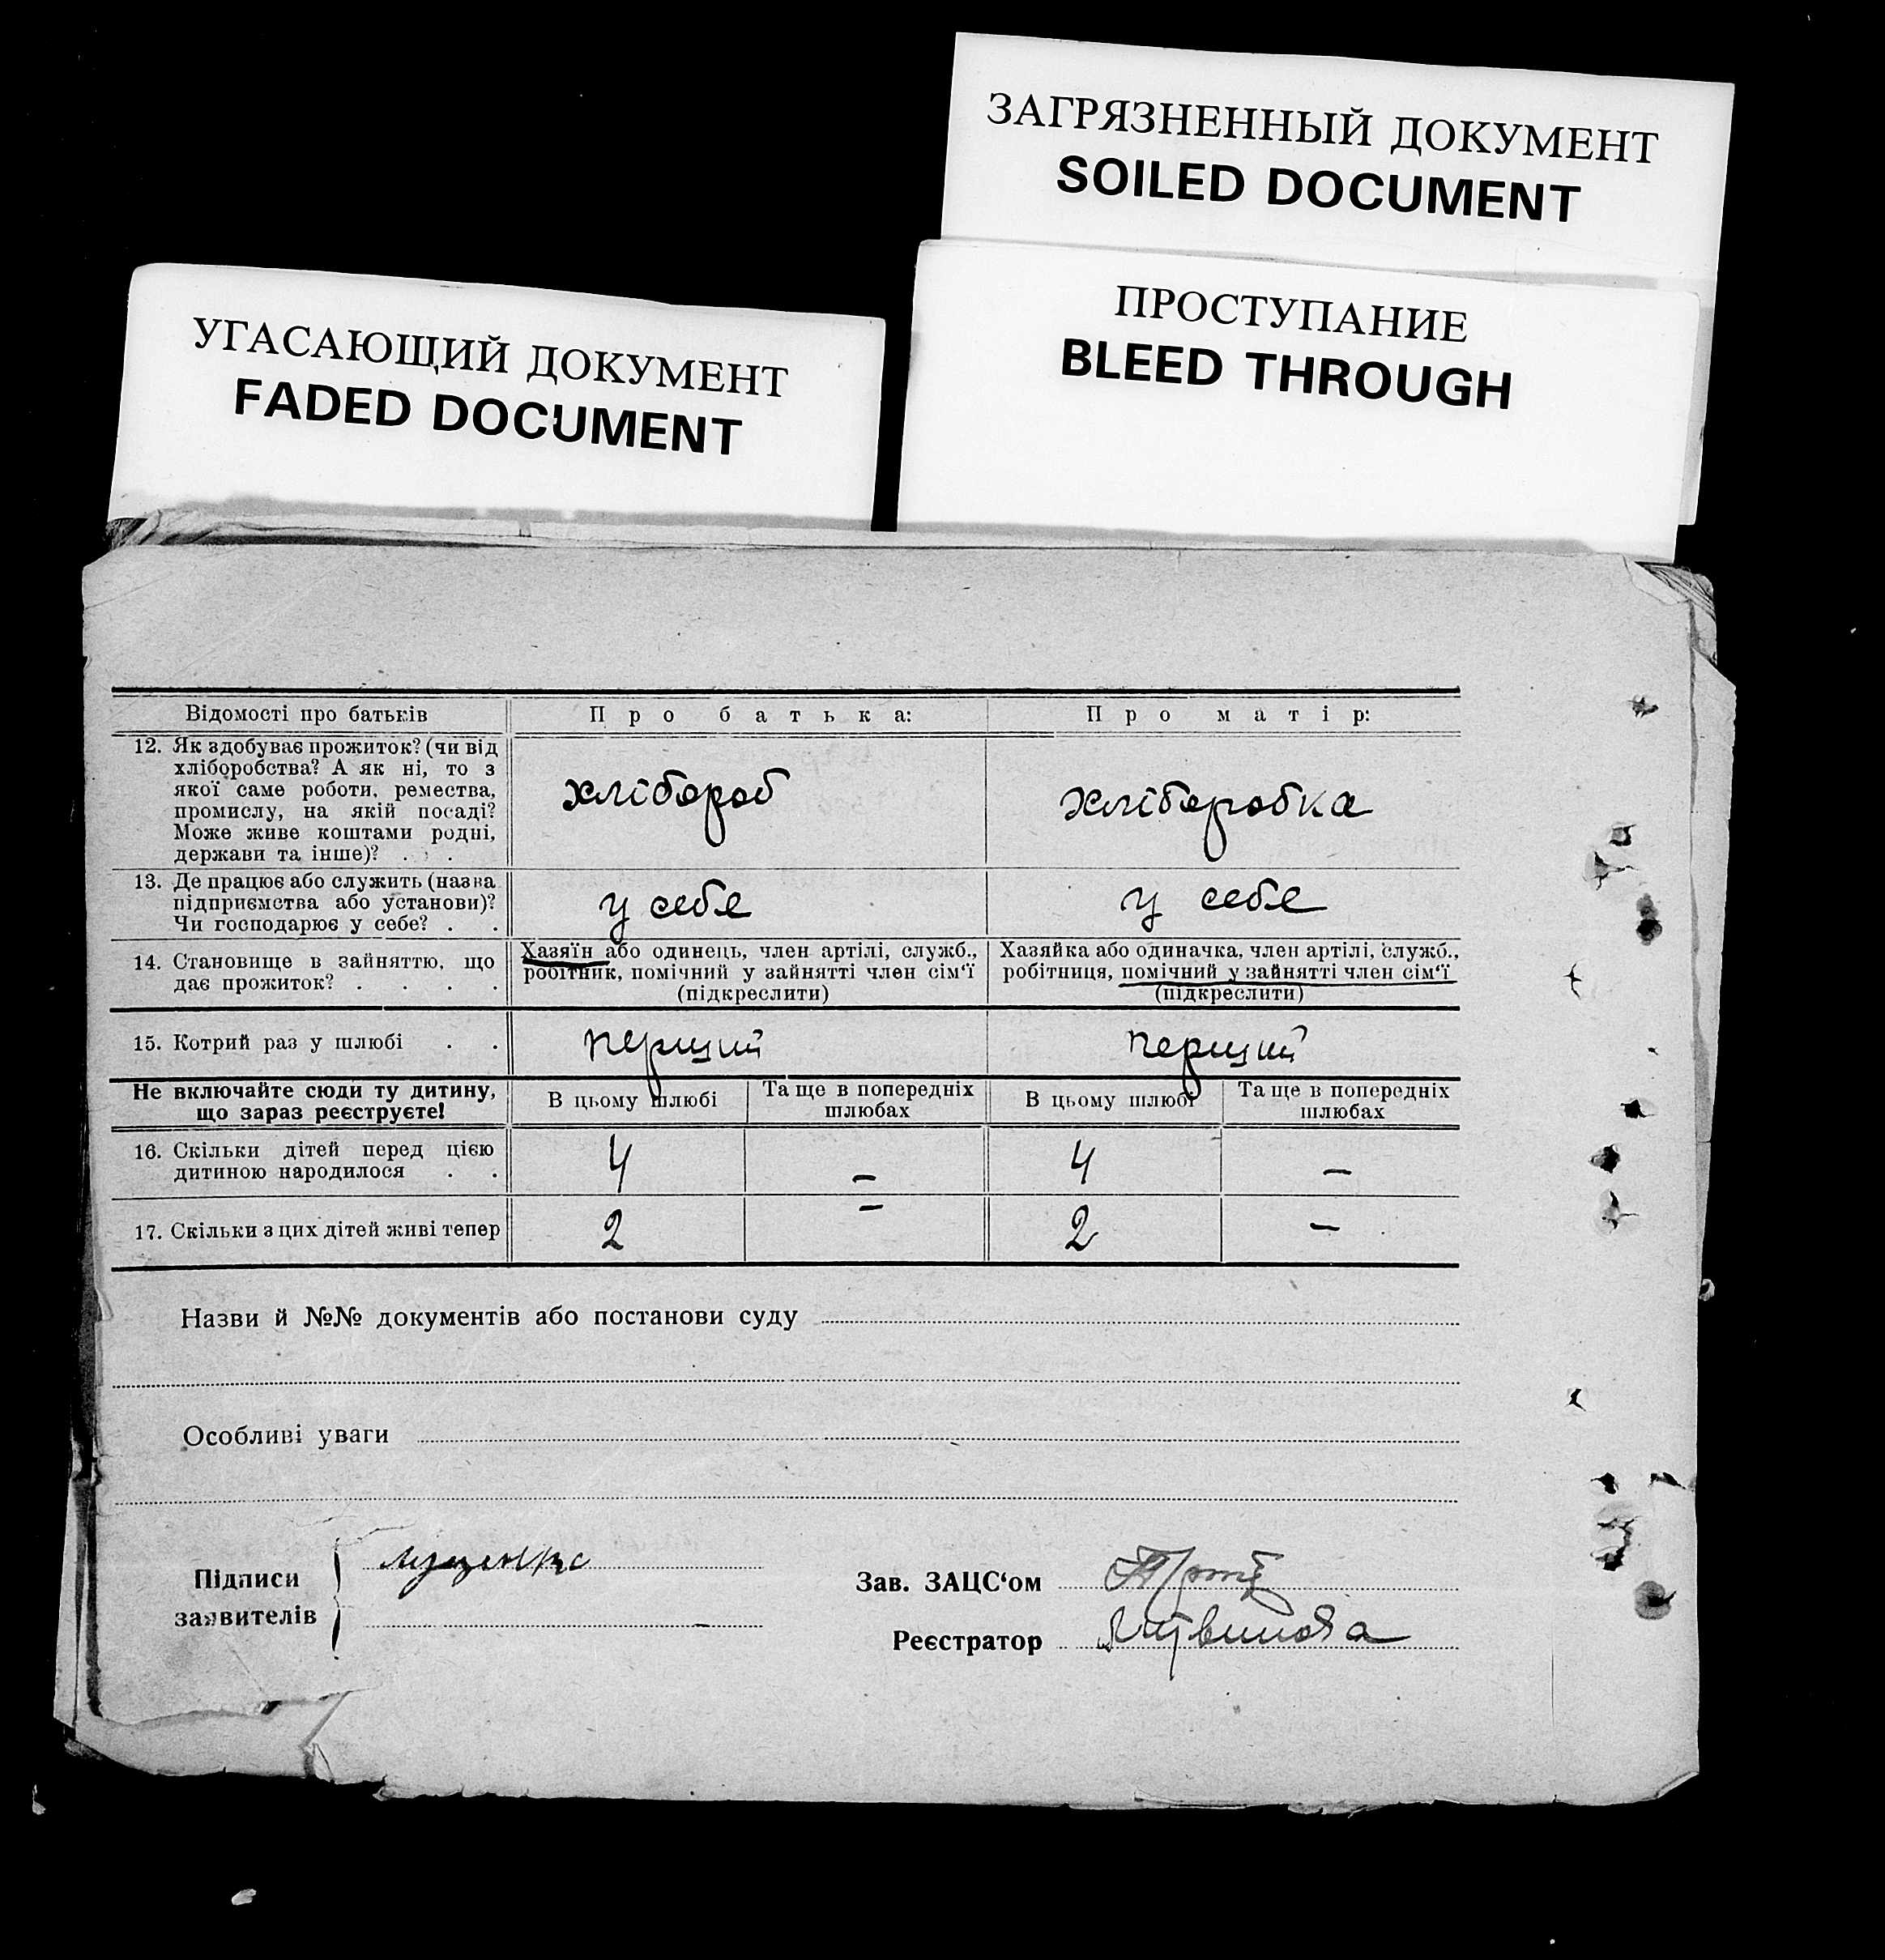 ЗАГРЯЗНЕННЫЙ ДОКУМЕНТ
SOILED DOCUMENT
ПРОСТУПАНИЕ
BLEED THROUGH
УГАСАЮЩИЙ ДОКУМЕНТ
FADED DOCUMENT
Відомості про батьків
Про батька:
Про матір:
12. Як здобуває прожиток? (чи від
хліборобства? А як ні, то з
якої саме роботи, ремества,
промислу, на якій посаді?
Може живе коштами родні,
держави та інше)? . . .
хлібороб
хліборобка
13. Де працює або служить (назва
підприємства або установи)?
Чи господарює у себе? . .
у себе
у себе
14. Становище в зайняттю, що
дає прожиток? . . . .
Хазяїн або одинець, член артілі, служб.,
робітник, помічний у зайнятті член сім'ї
(підкреслити)
Хазяйка або одиначка, член артілі, служб.,
робітниця, помічний у зайнятті член сім'ї
(підкреслити)
15. Котрий раз у шлюбі . .
перший
перший
Не включайте сюди ту дитину,
що зараз реєструєте!
В цьому шлюбі
Та ще в попередніх
шлюбах
В цьому шлюбі
Та ще в попередніх
шлюбах
16. Скільки дітей перед цією
дитиною народилося . .
4
–
4
–
17. Скільки з цих дітей живі тепер
2
–
2
–
Назви й №№ документів або постанови суду
Особливі уваги
Підписи
заявителів
Луценко
Зав. ЗАЦС'ом
Реєстратор
Литвинова